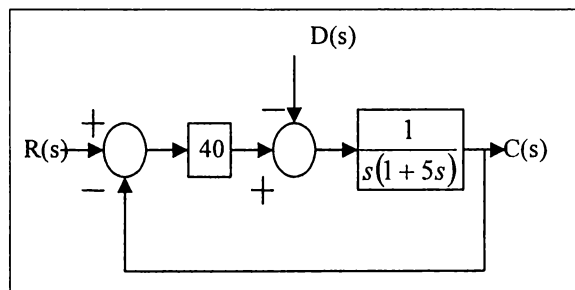 D(s)
+ −
R(s) 40 1 C(s)
− + s(1 + 5s)